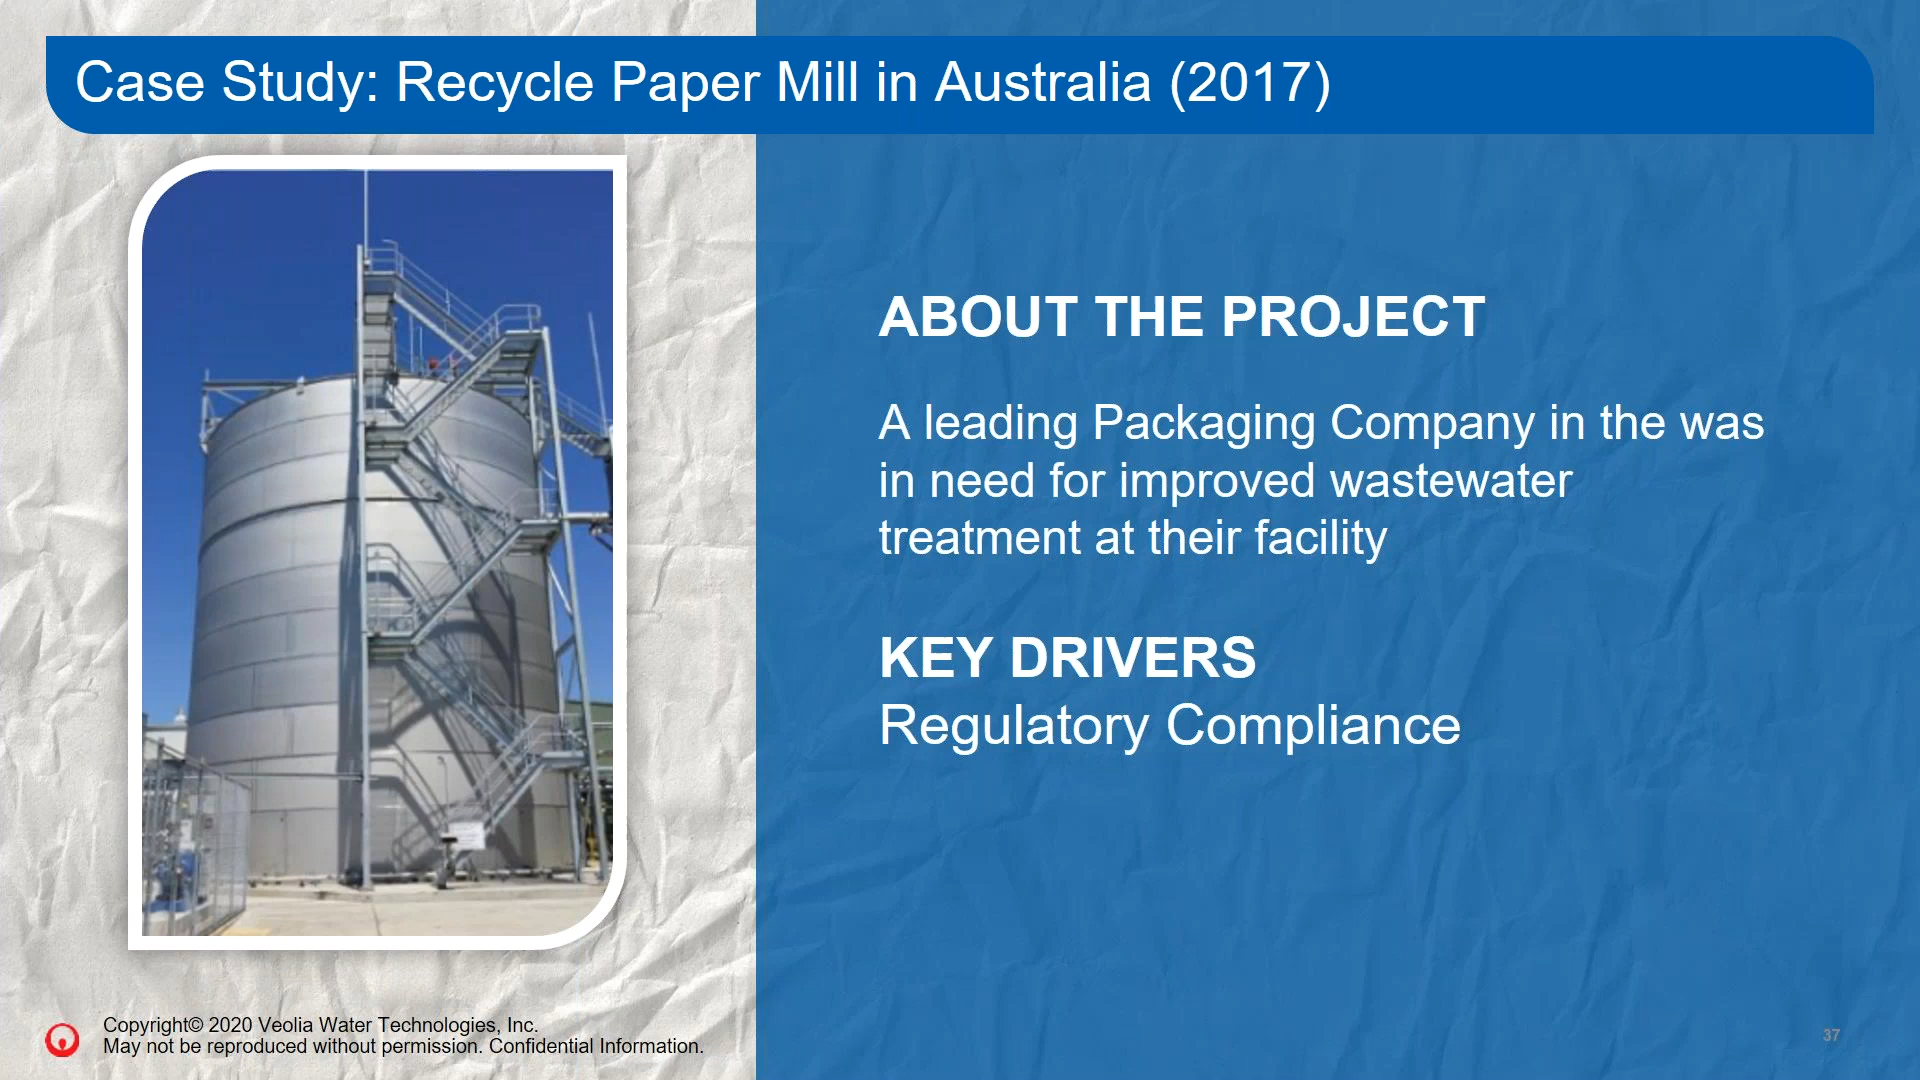 Case Study: Recycle Paper Mill in Australia (2017)
ABOUT THE PROJECT
A leading Packaging Company in the was
in need for improved wastewater
treatment at their facility
KEY DRIVERS
Regulatory Compliance
Copyright© 2020 Veolia Water Technologies, Inc.
May not be reproduced without permission. Confidential Information.
37